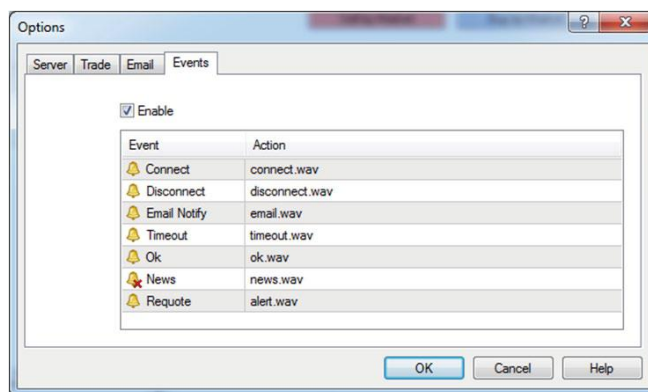 Options
Server Trade Email Events
Enable
Event Action
Connect connect.wav
Disconnect disconnect.wav
Email Notify email.wav
Timeout timeout.wav
Ok ok.wav
News news.wav
Requote alert.wav
OK Cancel Help